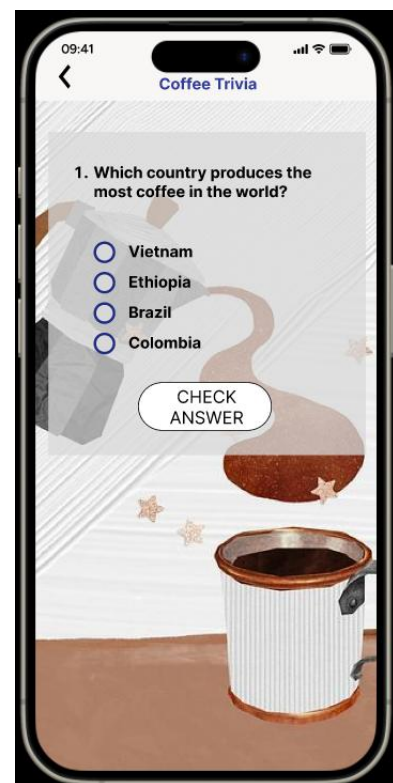 09:41
Coffee Trivia
1. Which country produces the
most coffee in the world?
Vietnam
Ethiopia
Brazil
Colombia
CHECK
ANSWER